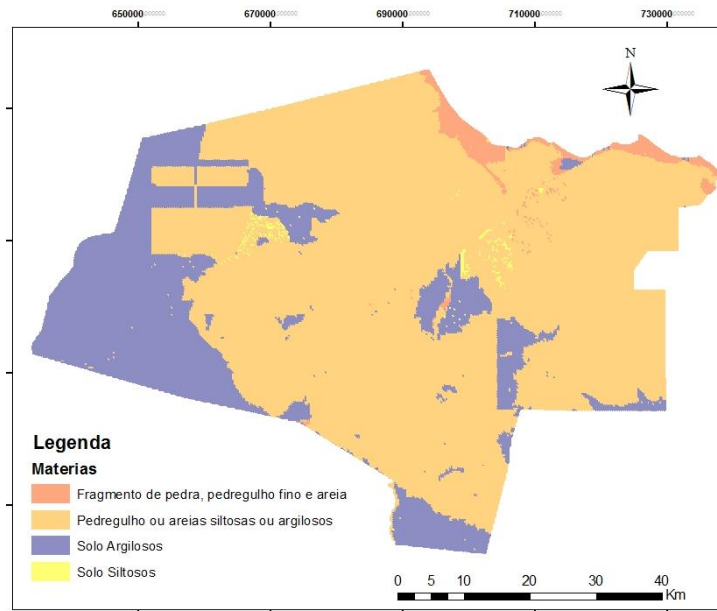 650000 670000 690000 710000 730000
N
Legenda
Materias
Fragmento de pedra, pedregulho fino e areia
Pedregulho ou areias siltosas ou argilosos
Solo Argilosos
Solo Siltosos
0 5 10 20 30 40
Km